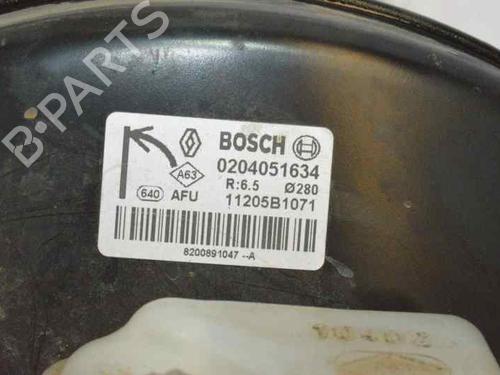 B-PARTS
BOSCH
0204051634
A63
R:6.5 Ø280
640 AFU 11205B1071
8200891047--A